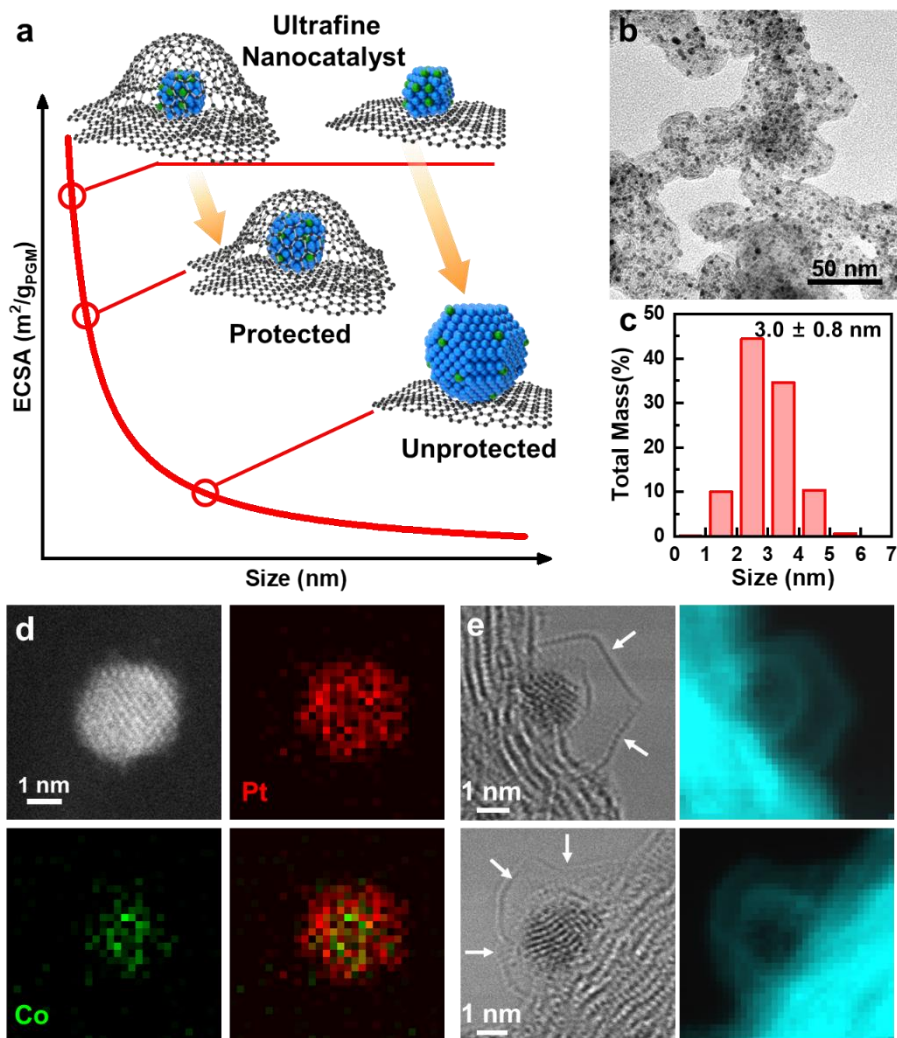 a
Ultrafine
Nanocatalyst
Protected
Unprotected
ECSA (m²/gPGM)
Size (nm)
b
50 nm
c
3.0 ± 0.8 nm
50
40
30
20
10
0
Total Mass(%)
0 1 2 3 4 5 6 7
Size (nm)
d
1 nm
Pt
Co
e
1 nm
1 nm